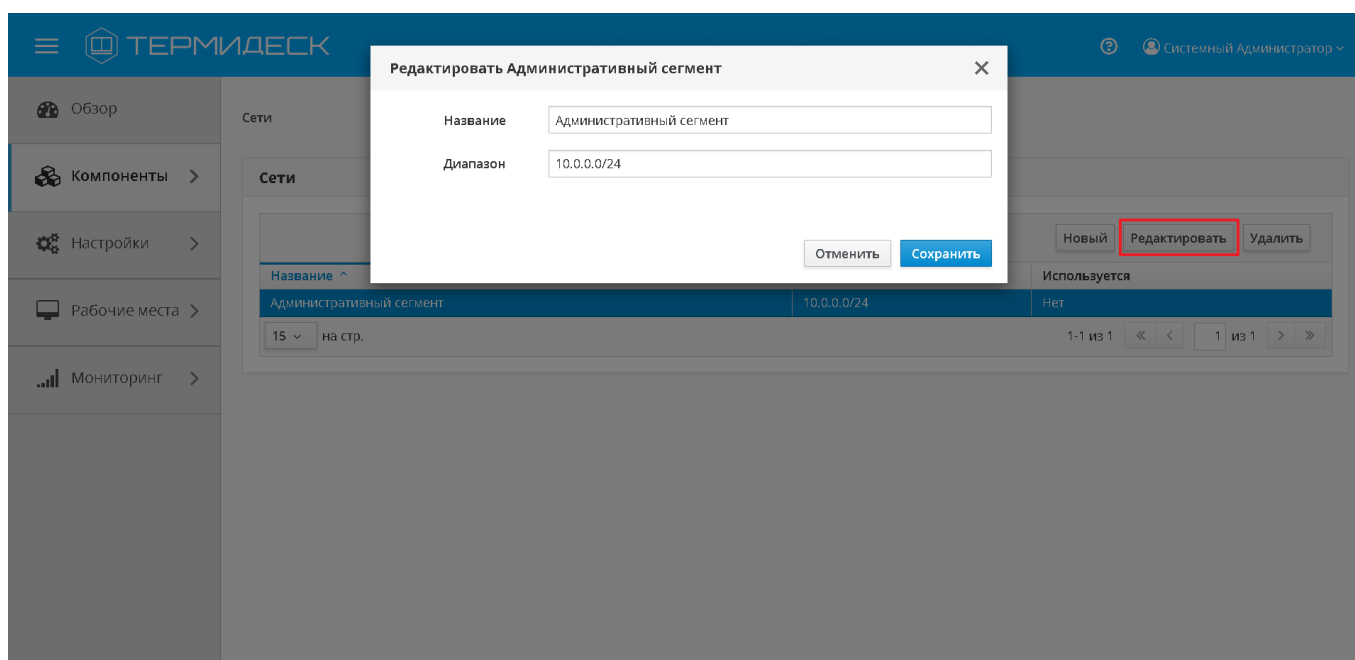 ТЕРМИДЕСК
Системный Администратор
Редактировать Административный сегмент
Название
Административный сегмент
Диапазон
10.0.0.0/24
Отменить
Сохранить
Обзор
Компоненты
Настройки
Рабочие места
Мониторинг
Сети
Сети
Новый
Редактировать
Удалить
Название
Используется
Административный сегмент 10.0.0.0/24 Нет
15 на стр.
1-1 из 1
1 из 1